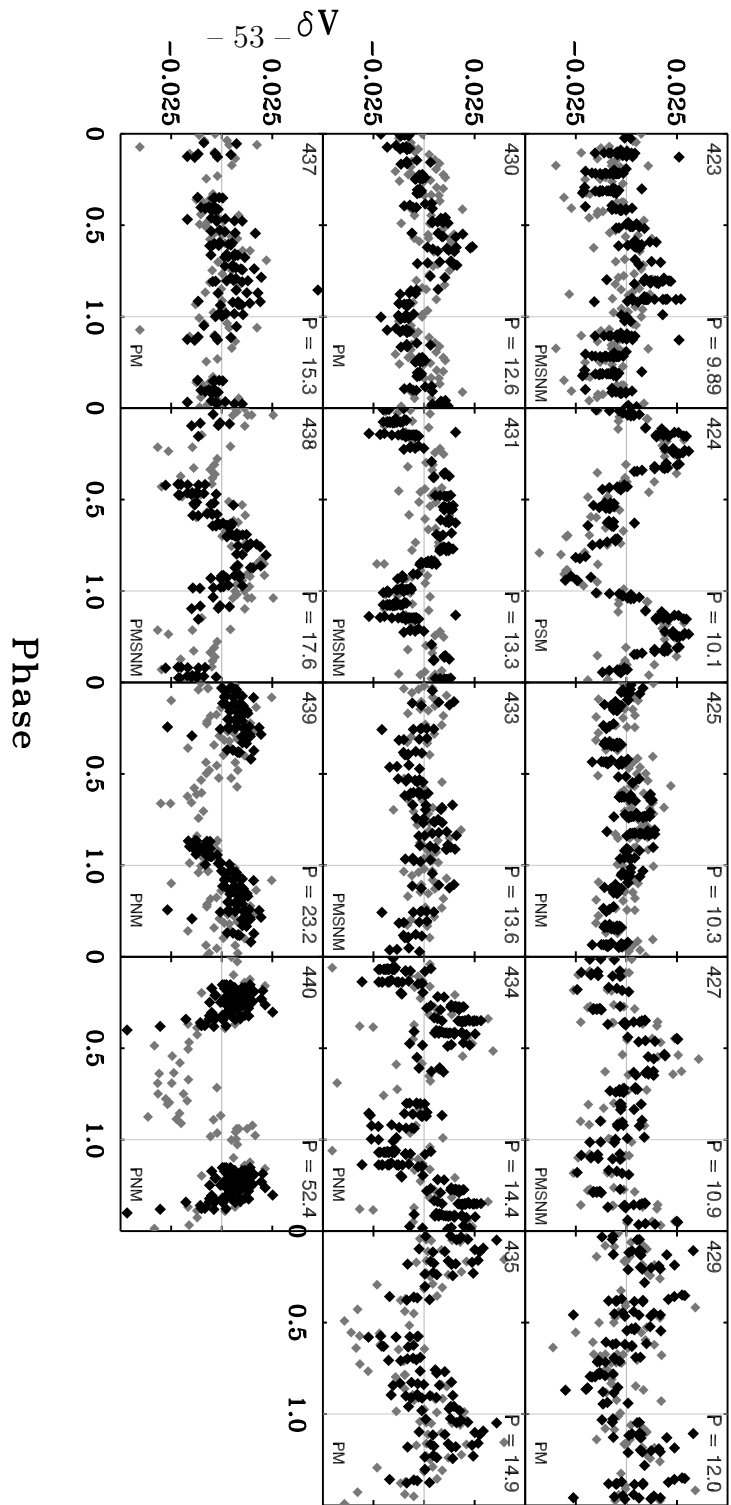 – 53 –
δV
0.025
−0.025
0.025
−0.025
0.025
−0.025
423
P = 9.89
PMSNM
424
P = 10.1
PSM
425
P = 10.3
PNM
427
P = 10.9
PMSNM
429
P = 12.0
PM
430
P = 12.6
PM
431
P = 13.3
PMSNM
433
P = 13.6
PMSNM
434
P = 14.4
PNM
435
P = 14.9
PM
437
P = 15.3
PM
438
P = 17.6
PMSNM
439
P = 23.2
PNM
440
P = 52.4
PNM
0 0.5 1.0 0 0.5 1.0 0 0.5 1.0 0 0.5 1.0 0 0.5 1.0
Phase